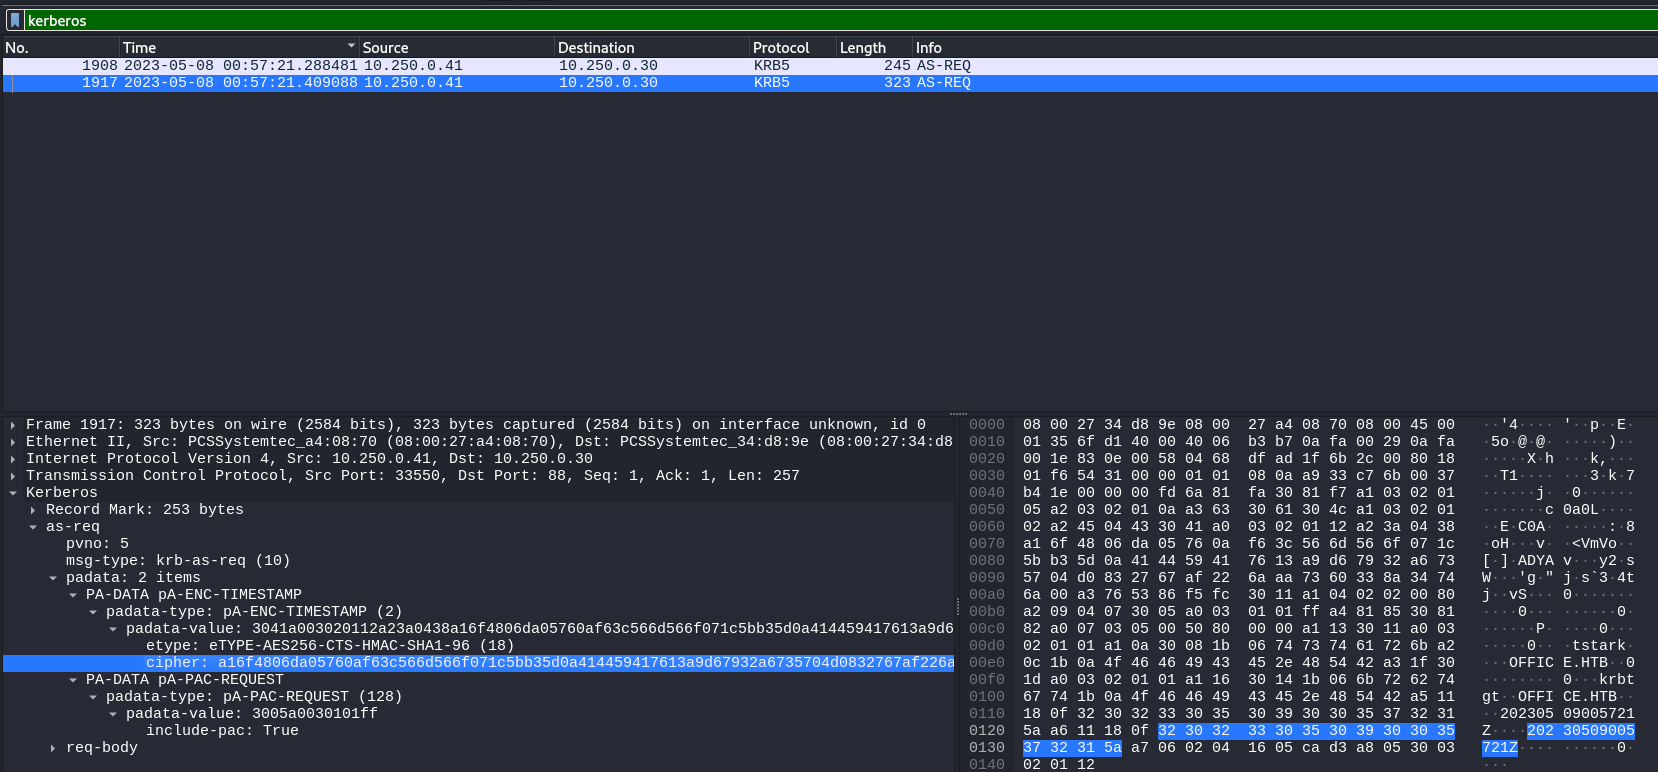 kerberos
No. Time Source Destination Protocol Length Info
1908 2023-05-08 00:57:21.288481 10.250.0.41 10.250.0.30 KRB5 245 AS-REQ
1917 2023-05-08 00:57:21.409088 10.250.0.41 10.250.0.30 KRB5 323 AS-REQ
Frame 1917: 323 bytes on wire (2584 bits), 323 bytes captured (2584 bits) on interface unknown, id 0
Ethernet II, Src: PCSSystemtec_a4:08:70 (08:00:27:a4:08:70), Dst: PCSSystemtec_34:d8:9e (08:00:27:34:d8
Internet Protocol Version 4, Src: 10.250.0.41, Dst: 10.250.0.30
Transmission Control Protocol, Src Port: 33550, Dst Port: 88, Seq: 1, Ack: 1, Len: 257
Kerberos
Record Mark: 253 bytes
as-req
pvno: 5
msg-type: krb-as-req (10)
padata: 2 items
PA-DATA pA-ENC-TIMESTAMP
padata-type: pA-ENC-TIMESTAMP (2)
padata-value: 3041a003020112a23a0438a16f4806da05760af63c566d566f071c5bb35d0a414459417613a9d6
etype: eTYPE-AES256-CTS-HMAC-SHA1-96 (18)
cipher: a16f4806da05760af63c566d566f071c5bb35d0a414459417613a9d67932a6735704d0832767af226a
PA-DATA pA-PAC-REQUEST
padata-type: pA-PAC-REQUEST (128)
padata-value: 3005a0030101ff
include-pac: True
req-body
0000 08 00 27 34 d8 9e 08 00 27 a4 08 70 08 00 45 00 ··'4···· '··p··E·
0010 01 35 6f d1 40 00 40 06 b3 b7 0a fa 00 29 0a fa ·5o·@·@· ·····)··
0020 00 1e 83 0e 00 58 04 68 df ad 1f 6b 2c 00 80 18 ·····X·h ···k,···
0030 01 f6 54 31 00 00 01 01 08 0a a9 33 c7 6b 00 37 ··T1···· ···3·k·7
0040 b4 1e 00 00 00 fd 6a 81 fa 30 81 f7 a1 03 02 01 ······j· ·0······
0050 05 a2 03 02 01 0a a3 63 30 61 30 4c a1 03 02 01 ·······c 0a0L····
0060 02 a2 45 04 43 30 41 a0 03 02 01 12 a2 3a 04 38 ··E·C0A· ·····:·8
0070 a1 6f 48 06 da 05 76 0a f6 3c 56 6d 56 6f 07 1c ·oH···v· ·<VmVo··
0080 5b b3 5d 0a 41 44 59 41 76 13 a9 d6 79 32 a6 73 [·]·ADYA v···y2·s
0090 57 04 d0 83 27 67 af 22 6a aa 73 60 33 8a 34 74 W···'g·" j·s`3·4t
00a0 6a 00 a3 76 53 86 f5 fc 30 11 a1 04 02 02 00 80 j··vS··· 0·······
00b0 a2 09 04 07 30 05 a0 03 01 01 ff a4 81 85 30 81 ····0··· ······0·
00c0 82 a0 07 03 05 00 50 80 00 00 a1 13 30 11 a0 03 ······P· ····0···
00d0 02 01 01 a1 0a 30 08 1b 06 74 73 74 61 72 6b a2 ·····0·· ·tstark·
00e0 0c 1b 0a 4f 46 46 49 43 45 2e 48 54 42 a3 1f 30 ···OFFIC E.HTB··0
00f0 1d a0 03 02 01 01 a1 16 30 14 1b 06 6b 72 62 74 ········ 0···krbt
0100 67 74 1b 0a 4f 46 46 49 43 45 2e 48 54 42 a5 11 gt··OFFI CE.HTB··
0110 18 0f 32 30 32 33 30 35 30 39 30 30 35 37 32 31 ··202305 09005721
0120 5a a6 11 18 0f 32 30 32 33 30 35 30 39 30 30 35 Z····202 30509005
0130 37 32 31 5a a7 06 02 04 16 05 ca d3 a8 05 30 03 721Z···· ······0·
0140 02 01 12 ···